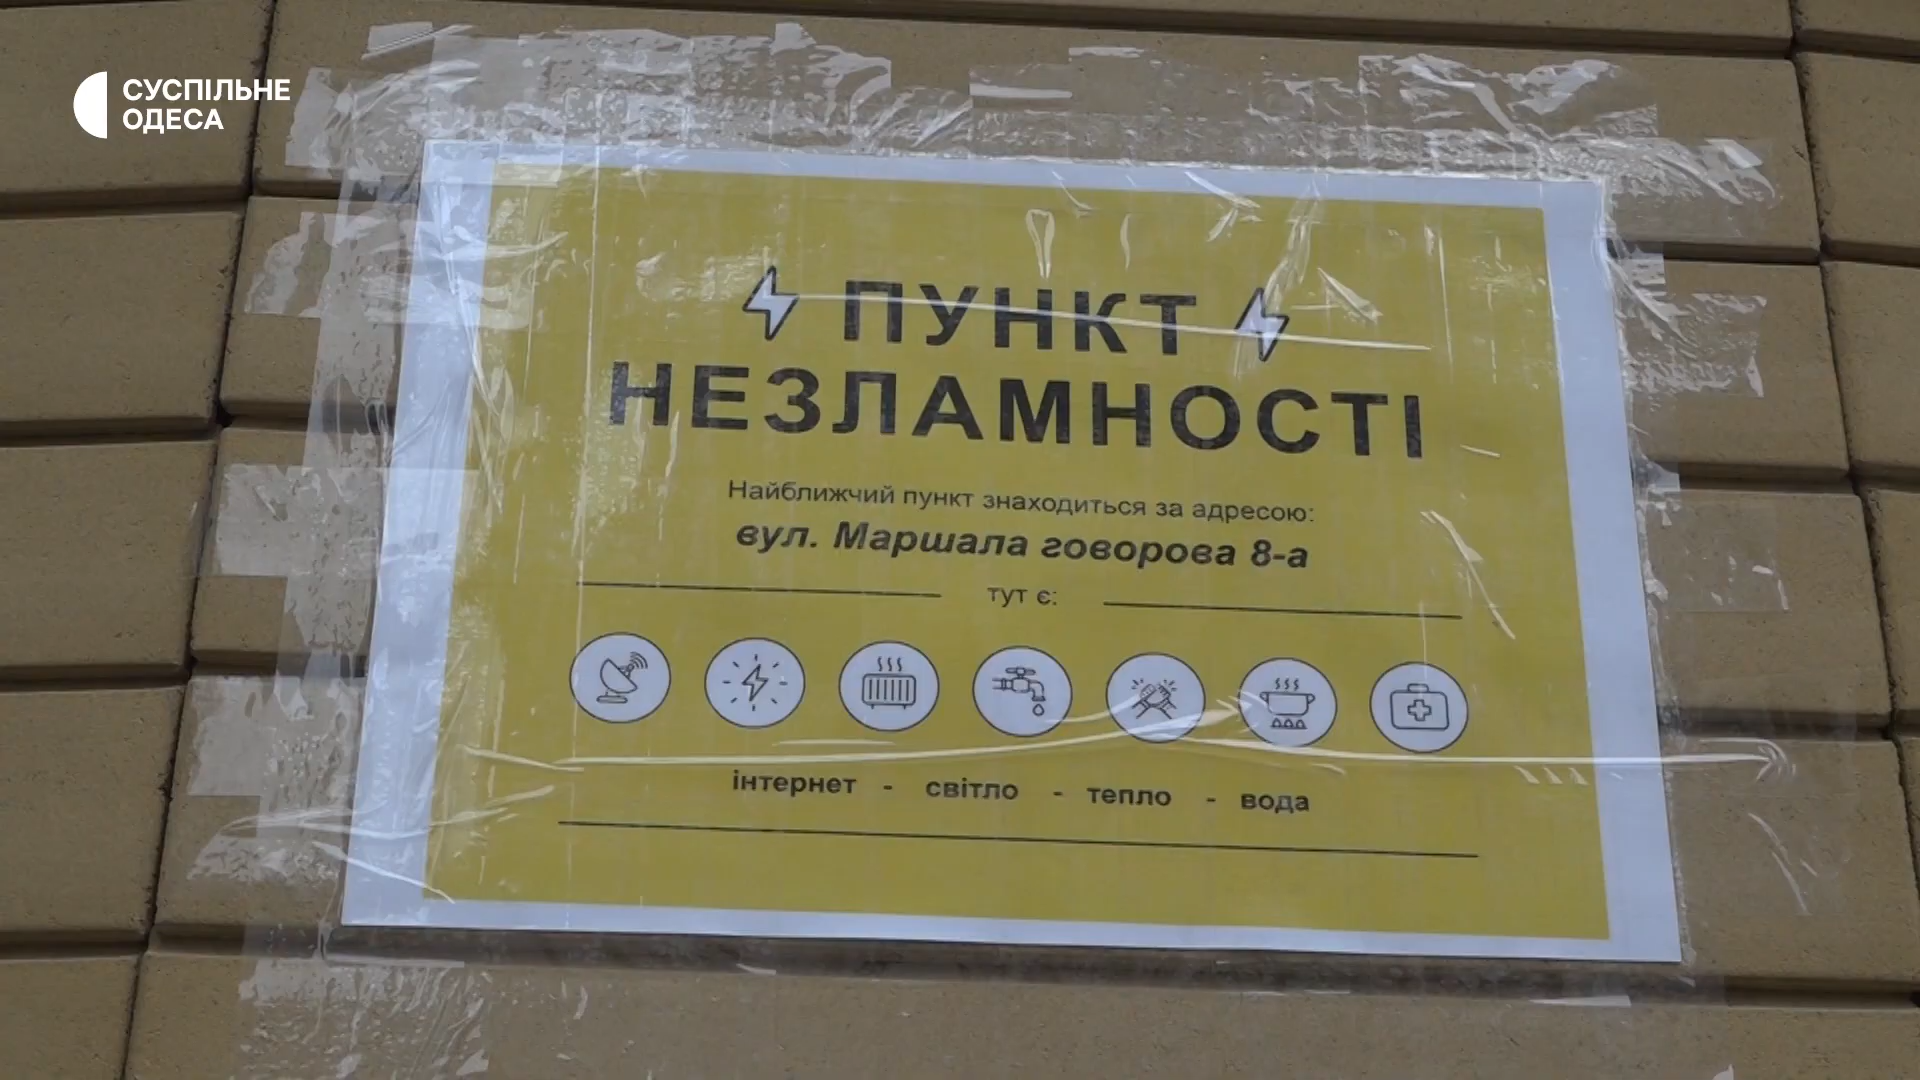 СУСПІЛЬНЕ
ОДЕСА
ПУНКТ
НЕЗЛАМНОСТІ
Найближчий пункт знаходиться за адресою:
вул. Маршала говорова 8-а
тут є:
інтернет - світло - тепло - вода